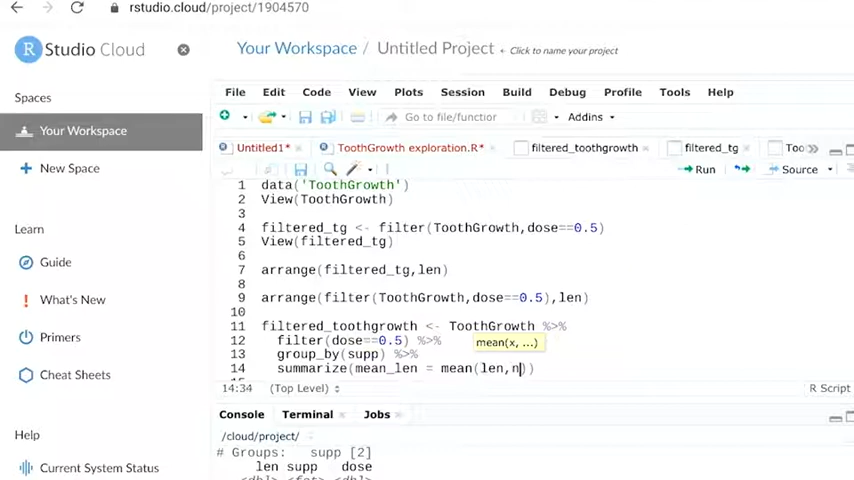 rstudio.cloud/project/1904570
R Studio Cloud
Your Workspace / Untitled Project ← Click to name your project
Spaces
Your Workspace
New Space
Learn
Guide
What's New
Primers
Cheat Sheets
Help
Current System Status
File Edit Code View Plots Session Build Debug Profile Tools Help
Go to file/functior Addins
Untitled1* ToothGrowth exploration.R* filtered_toothgrowth filtered_tg Too
Run Source
1 data('ToothGrowth')
2 View(ToothGrowth)
3
4 filtered_tg <- filter(ToothGrowth,dose==0.5)
5 View(filtered_tg)
6
7 arrange(filtered_tg,len)
8
9 arrange(filter(ToothGrowth,dose==0.5),len)
10
11 filtered_toothgrowth <- ToothGrowth %>%
12 filter(dose==0.5) %>%
mean(x, ...)
13 group_by(supp) %>%
14 summarize(mean_len = mean(len,n))
14:34 (Top Level) R Script
Console Terminal Jobs
/cloud/project/
# Groups: supp [2]
len supp dose
<dbl> <fct> <dbl>